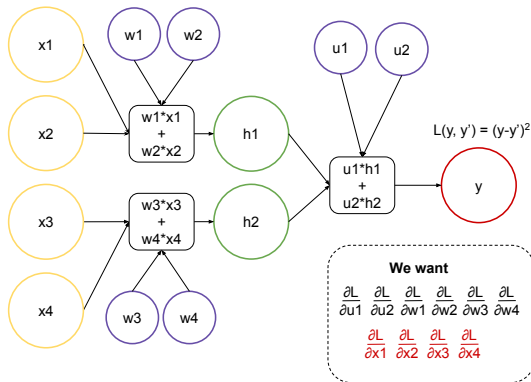 x1
w1
w2
u1
u2
x2
w1*x1
+
w2*x2
h1
L(y, y’) = (y-y’)²
u1*h1
+
u2*h2
y
x3
w3*x3
+
w4*x4
h2
x4
w3
w4
We want
∂L/∂u1 ∂L/∂u2 ∂L/∂w1 ∂L/∂w2 ∂L/∂w3 ∂L/∂w4
∂L/∂x1 ∂L/∂x2 ∂L/∂x3 ∂L/∂x4